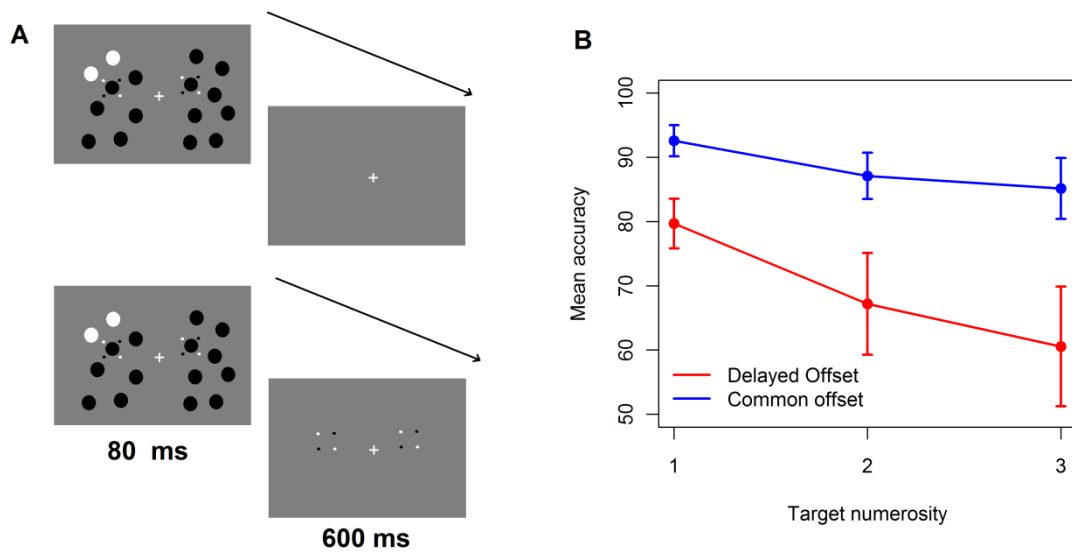 A
80 ms
600 ms
B
Mean accuracy
100
90
80
70
60
50
Delayed Offset
Common offset
1 2 3
Target numerosity